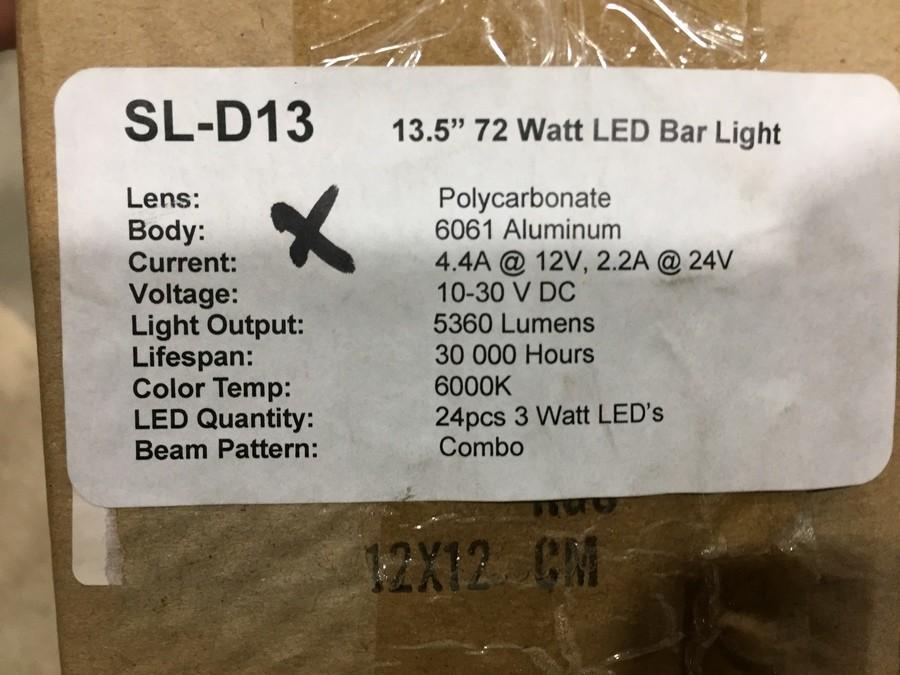 SL-D13 13.5” 72 Watt LED Bar Light
Lens: Polycarbonate
Body: 6061 Aluminum
Current: 4.4A @ 12V, 2.2A @ 24V
Voltage: 10-30 V DC
Light Output: 5360 Lumens
Lifespan: 30 000 Hours
Color Temp: 6000K
LED Quantity: 24pcs 3 Watt LED’s
Beam Pattern: Combo
12X12 CM